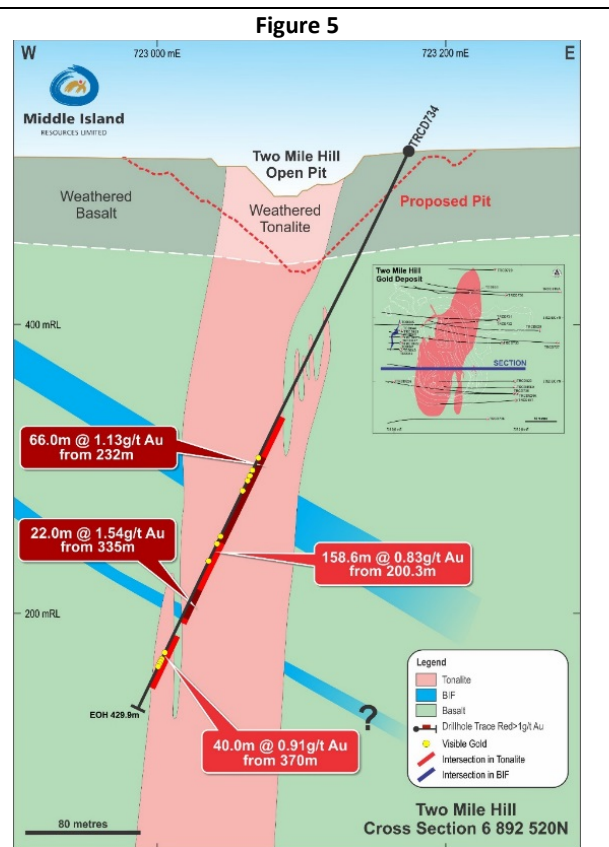 Figure 5
W
723 000 mE
723 200 mE
E
Middle Island
RESOURCES LIMITED
TRCD734
Two Mile Hill
Open Pit
Weathered
Basalt
Weathered
Tonalite
Proposed Pit
Two Mile Hill
Gold Deposit
SECTION
400 mRL
66.0m @ 1.13g/t Au
from 232m
22.0m @ 1.54g/t Au
from 335m
158.6m @ 0.83g/t Au
from 200.3m
200 mRL
EOH 429.9m
?
40.0m @ 0.91g/t Au
from 370m
Legend
Tonalite
BIF
Basalt
Drillhole Trace Red>1g/t Au
Visible Gold
Intersection in Tonalite
Intersection in BIF
80 metres
Two Mile Hill
Cross Section 6 892 520N